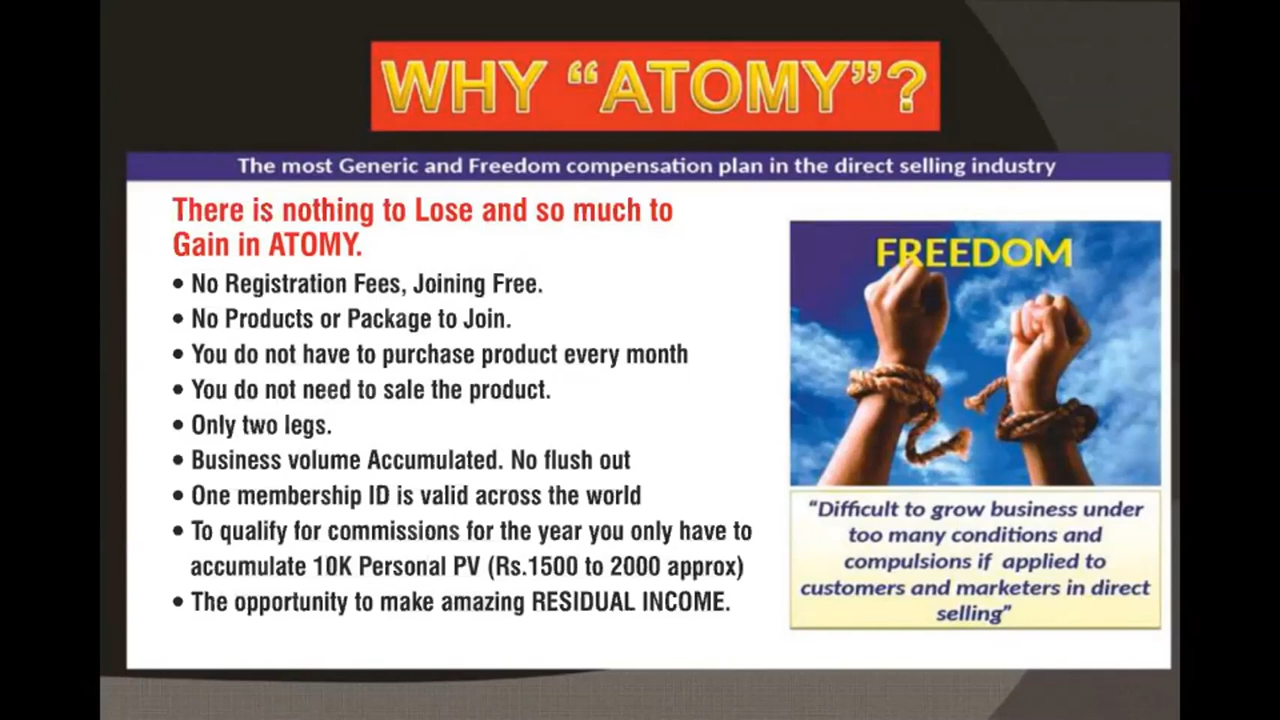 WHY “ATOMY”?
The most Generic and Freedom compensation plan in the direct selling industry
There is nothing to Lose and so much to
Gain in ATOMY.
• No Registration Fees, Joining Free.
• No Products or Package to Join.
• You do not have to purchase product every month
• You do not need to sale the product.
• Only two legs.
• Business volume Accumulated. No flush out
• One membership ID is valid across the world
• To qualify for commissions for the year you only have to
accumulate 10K Personal PV (Rs.1500 to 2000 approx)
• The opportunity to make amazing RESIDUAL INCOME.
FREEDOM
“Difficult to grow business under
too many conditions and
compulsions if applied to
customers and marketers in direct
selling”